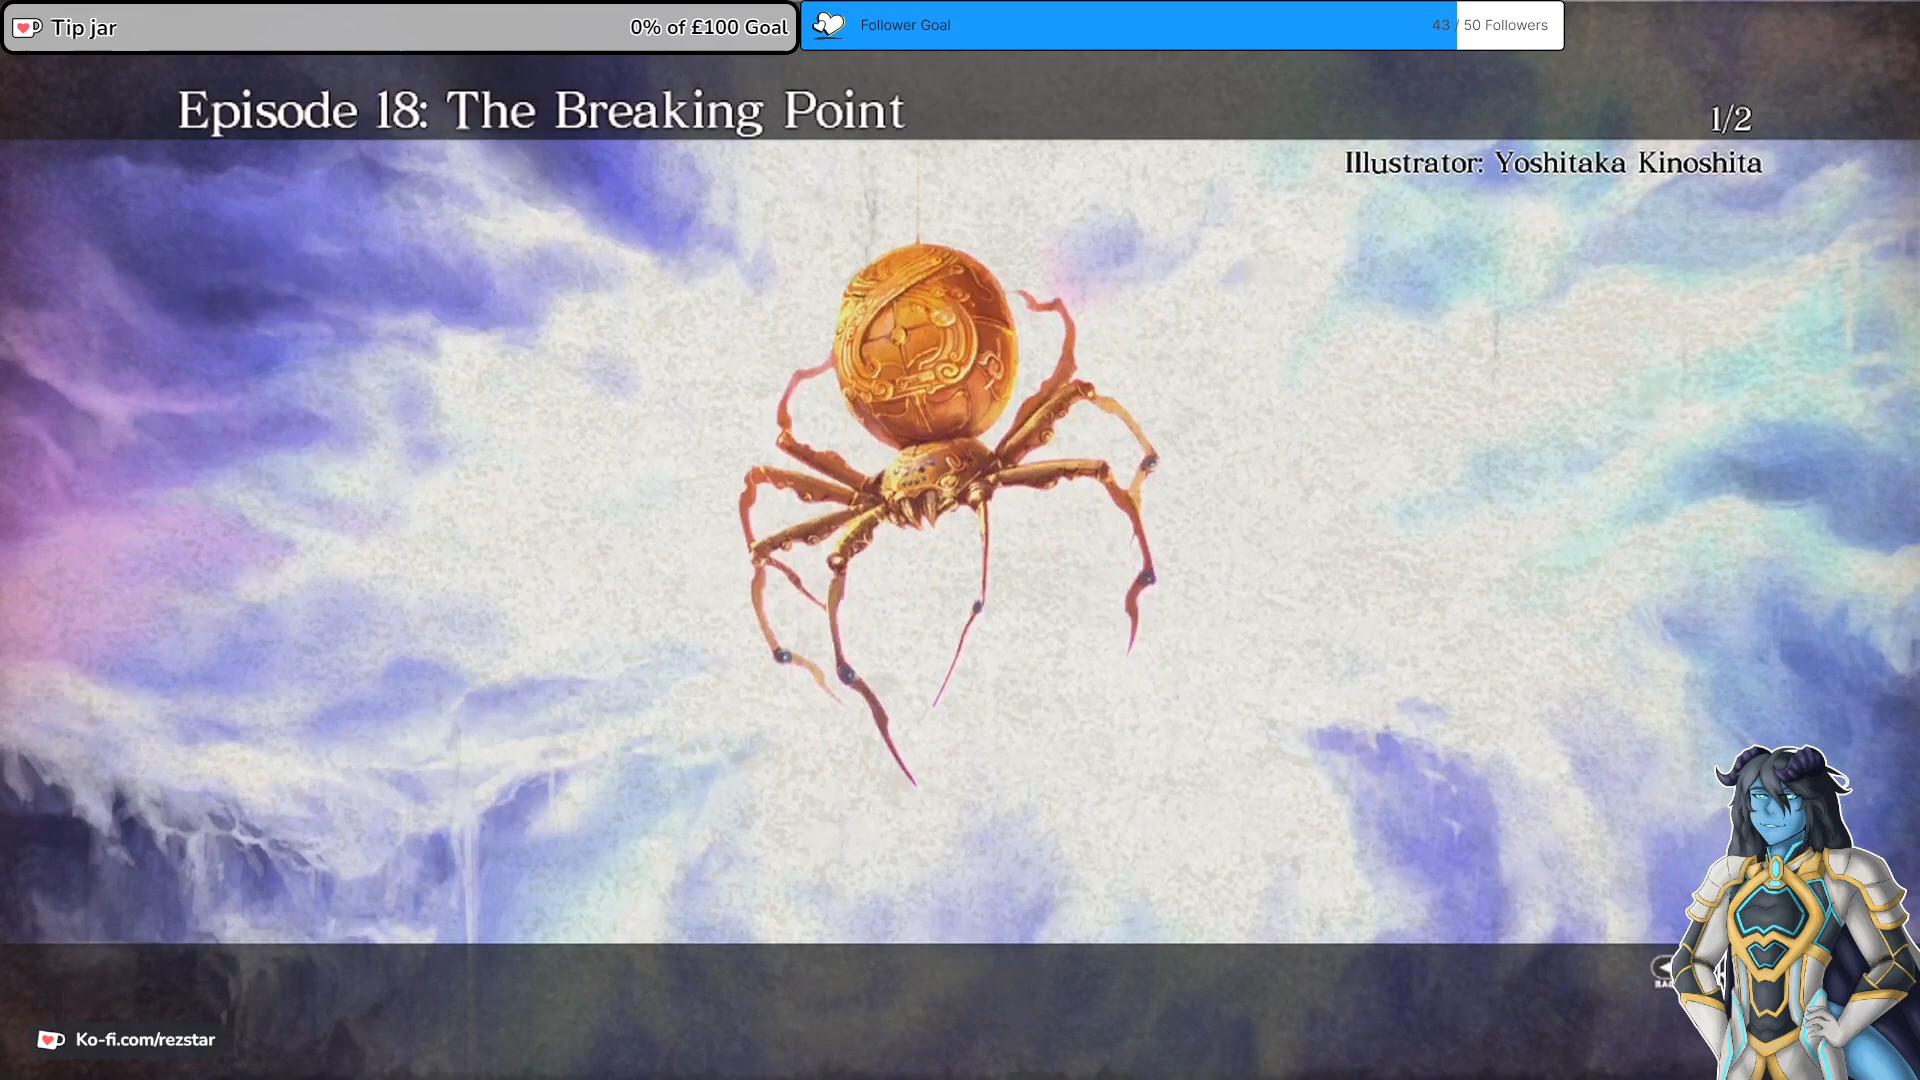 Tip jar
0% of £100 Goal
Follower Goal
43 / 50 Followers
Episode 18: The Breaking Point
1/2
Illustrator: Yoshitaka Kinoshita
Ko-fi.com/rezstar